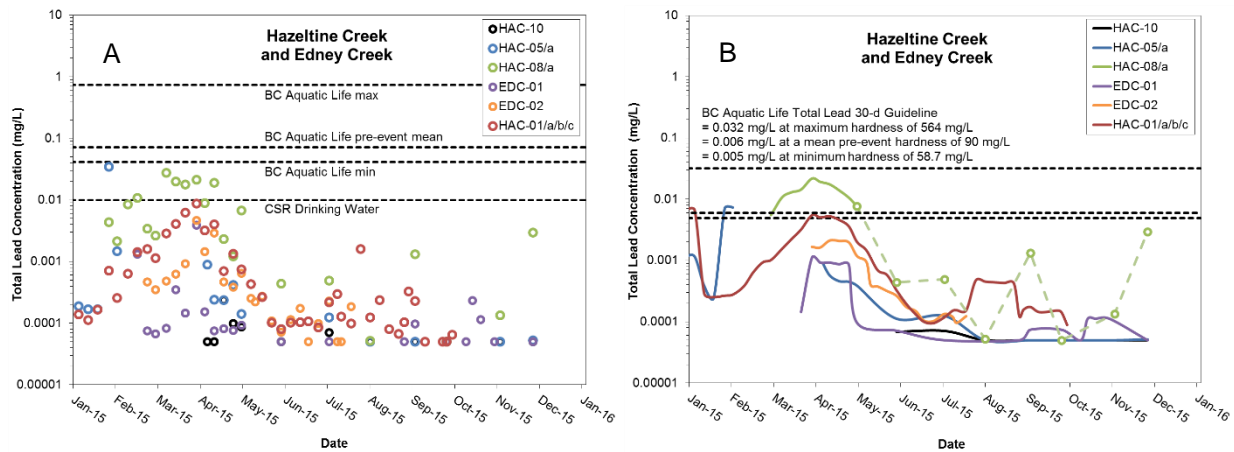 A
Hazeltine Creek
and Edney Creek
HAC-10
HAC-05/a
HAC-08/a
EDC-01
EDC-02
HAC-01/a/b/c
BC Aquatic Life max
BC Aquatic Life pre-event mean
BC Aquatic Life min
CSR Drinking Water
Total Lead Concentration (mg/L)
10
1
0.1
0.01
0.001
0.0001
0.00001
Jan-15
Feb-15
Mar-15
Apr-15
May-15
Jun-15
Jul-15
Aug-15
Sep-15
Oct-15
Nov-15
Dec-15
Jan-16
Date
B
Hazeltine Creek
and Edney Creek
HAC-10
HAC-05/a
HAC-08/a
EDC-01
EDC-02
HAC-01/a/b/c
BC Aquatic Life Total Lead 30-d Guideline
= 0.032 mg/L at maximum hardness of 564 mg/L
= 0.006 mg/L at a mean pre-event hardness of 90 mg/L
= 0.005 mg/L at minimum hardness of 58.7 mg/L
Total Lead Concentration (mg/L)
10
1
0.1
0.01
0.001
0.0001
0.00001
Jan-15
Feb-15
Mar-15
Apr-15
May-15
Jun-15
Jul-15
Aug-15
Sep-15
Oct-15
Nov-15
Dec-15
Jan-16
Date